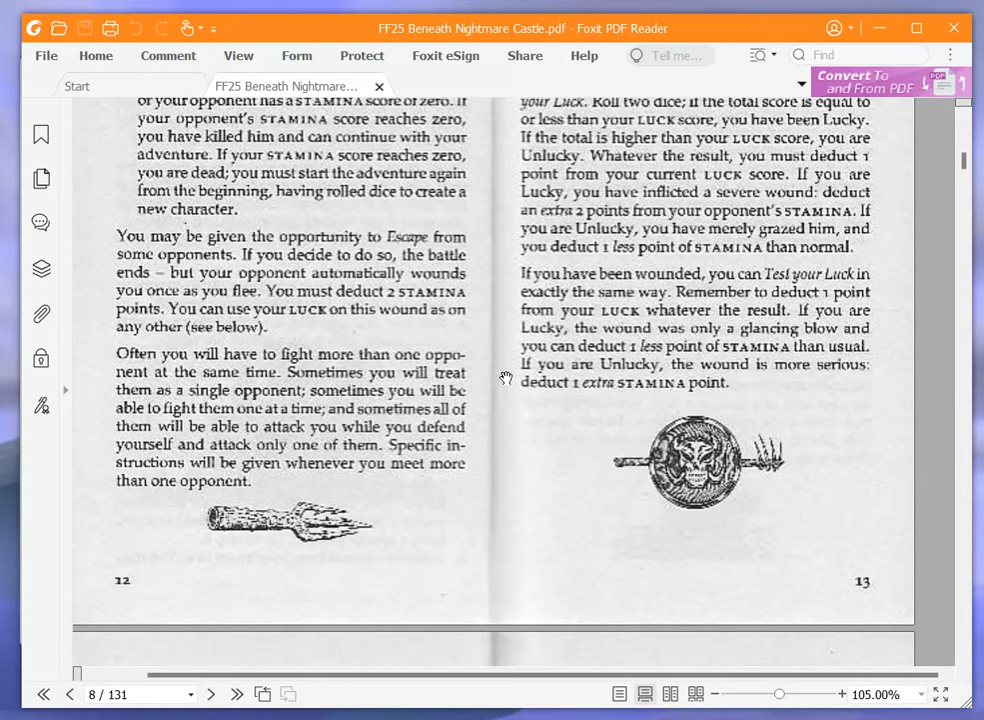 FF25 Beneath Nightmare Castle.pdf - Foxit PDF Reader
File Home Comment View Form Protect Foxit eSign Share Help Tell me... Find
Start FF25 Beneath Nightmare... Convert To
and From PDF
PDF
or your opponent has a STAMINA score of zero. If
your opponent's STAMINA score reaches zero,
you have killed him and can continue with your
adventure. If your STAMINA score reaches zero,
you are dead; you must start the adventure again
from the beginning, having rolled dice to create a
new character.
You may be given the opportunity to Escape from
some opponents. If you decide to do so, the battle
ends – but your opponent automatically wounds
you once as you flee. You must deduct 2 STAMINA
points. You can use your LUCK on this wound as on
any other (see below).
Often you will have to fight more than one oppo-
nent at the same time. Sometimes you will treat
them as a single opponent; sometimes you will be
able to fight them one at a time; and sometimes all of
them will be able to attack you while you defend
yourself and attack only one of them. Specific in-
structions will be given whenever you meet more
than one opponent.
12
your Luck. Roll two dice; if the total score is equal to
or less than your LUCK score, you have been Lucky.
If the total is higher than your LUCK score, you are
Unlucky. Whatever the result, you must deduct 1
point from your current LUCK score. If you are
Lucky, you have inflicted a severe wound: deduct
an extra 2 points from your opponent's STAMINA. If
you are Unlucky, you have merely grazed him, and
you deduct 1 less point of STAMINA than normal.
If you have been wounded, you can Test your Luck in
exactly the same way. Remember to deduct 1 point
from your LUCK whatever the result. If you are
Lucky, the wound was only a glancing blow and
you can deduct 1 less point of STAMINA than usual.
If you are Unlucky, the wound is more serious:
deduct 1 extra STAMINA point.
13
8 / 131 105.00%